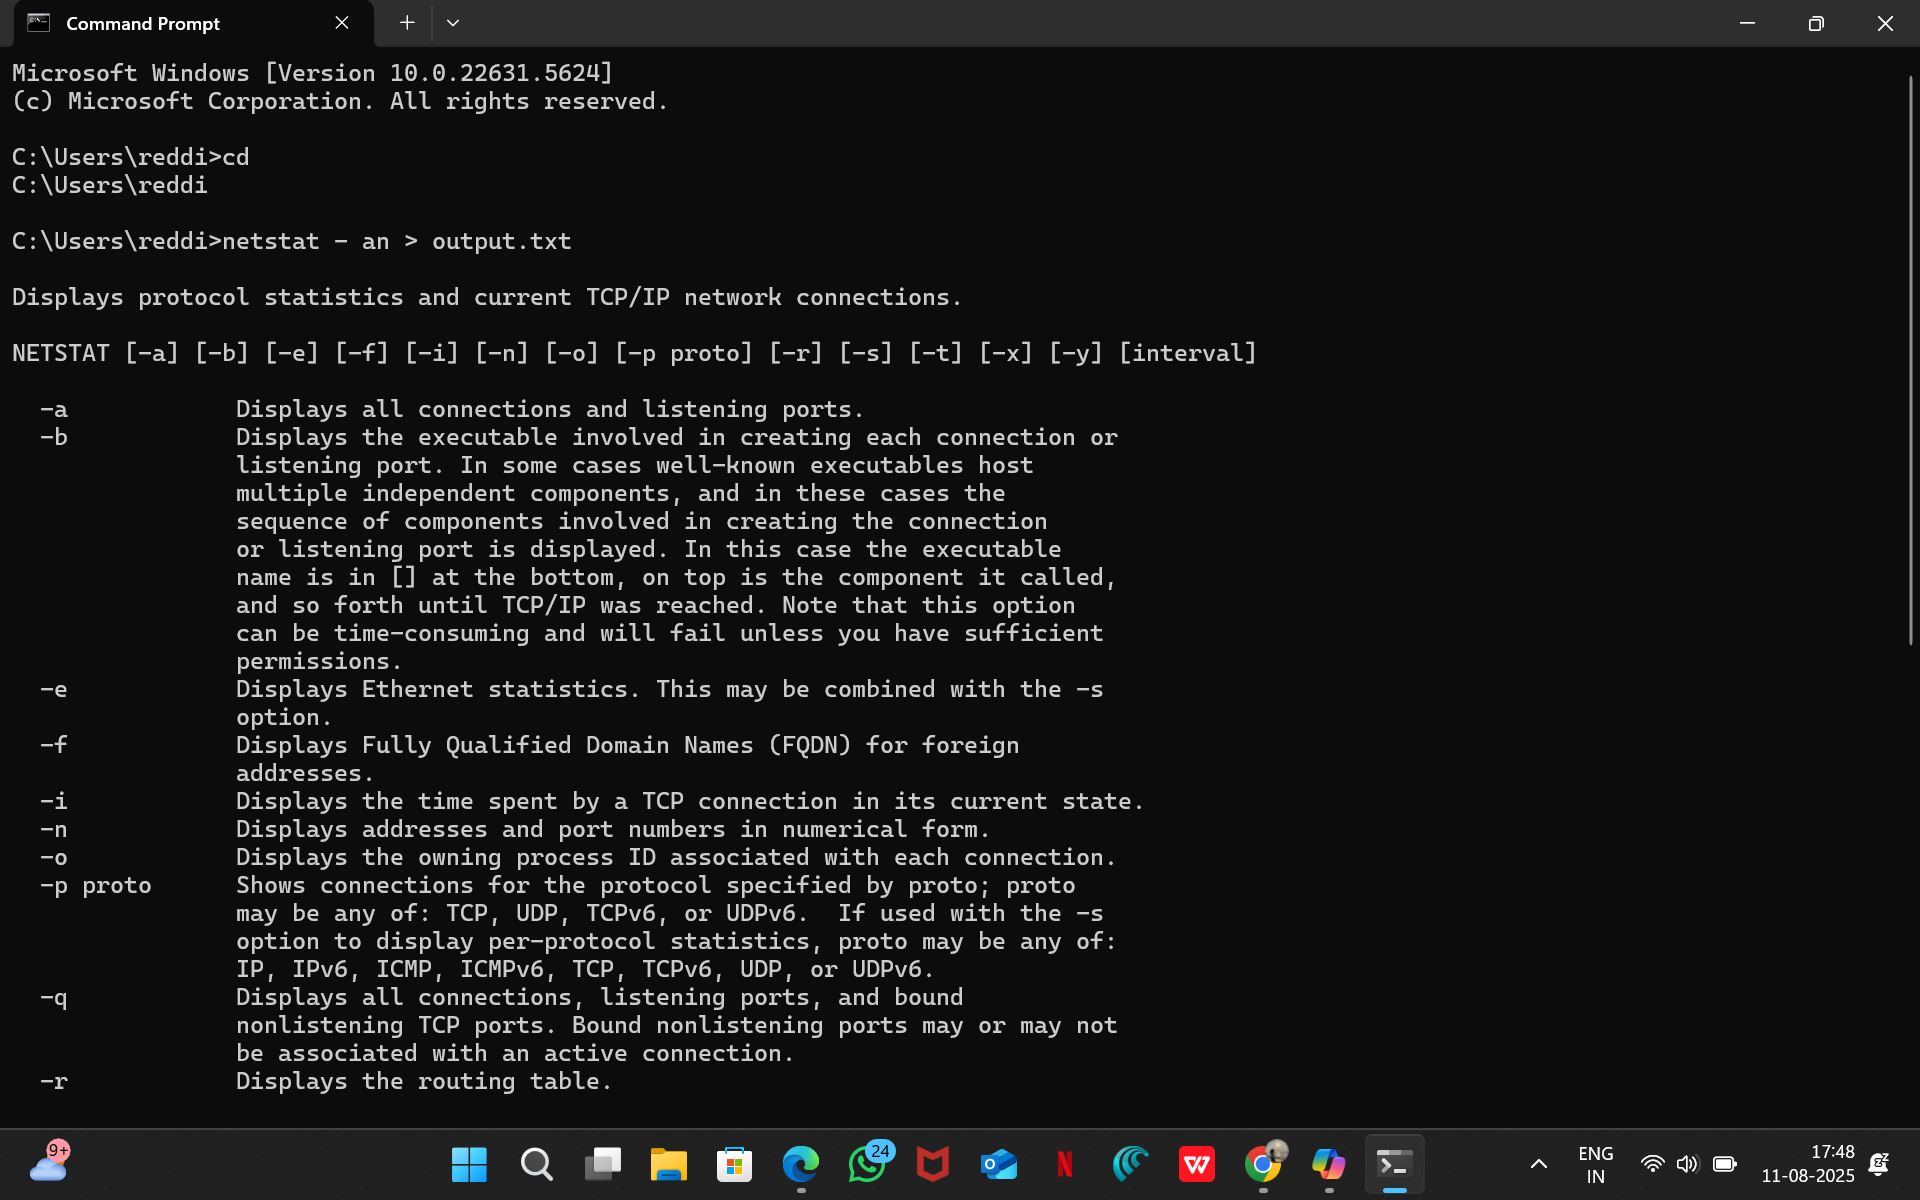 Command Prompt
Microsoft Windows [Version 10.0.22631.5624]
(c) Microsoft Corporation. All rights reserved.
C:\Users\reddi>cd
C:\Users\reddi
C:\Users\reddi>netstat - an > output.txt
Displays protocol statistics and current TCP/IP network connections.
NETSTAT [-a] [-b] [-e] [-f] [-i] [-n] [-o] [-p proto] [-r] [-s] [-t] [-x] [-y] [interval]
-a Displays all connections and listening ports.
-b Displays the executable involved in creating each connection or
listening port. In some cases well-known executables host
multiple independent components, and in these cases the
sequence of components involved in creating the connection
or listening port is displayed. In this case the executable
name is in [] at the bottom, on top is the component it called,
and so forth until TCP/IP was reached. Note that this option
can be time-consuming and will fail unless you have sufficient
permissions.
-e Displays Ethernet statistics. This may be combined with the -s
option.
-f Displays Fully Qualified Domain Names (FQDN) for foreign
addresses.
-i Displays the time spent by a TCP connection in its current state.
-n Displays addresses and port numbers in numerical form.
-o Displays the owning process ID associated with each connection.
-p proto Shows connections for the protocol specified by proto; proto
may be any of: TCP, UDP, TCPv6, or UDPv6.  If used with the -s
option to display per-protocol statistics, proto may be any of:
IP, IPv6, ICMP, ICMPv6, TCP, TCPv6, UDP, or UDPv6.
-q Displays all connections, listening ports, and bound
nonlistening TCP ports. Bound nonlistening ports may or may not
be associated with an active connection.
-r Displays the routing table.
9+
24
ENG
IN
17:48
11-08-2025